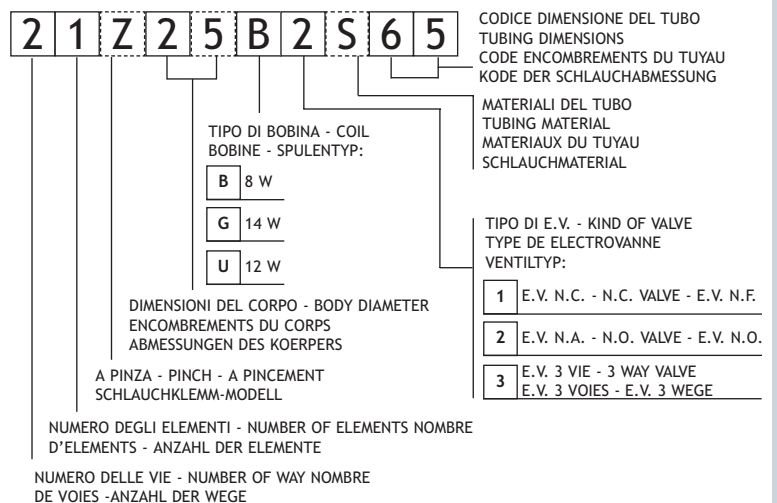 2 1 Z 2 5 B 2 S 6 5
CODICE DIMENSIONE DEL TUBO
TUBING DIMENSIONS
CODE ENCOMBREMENTS DU TUYAU
KODE DER SCHLAUCHABMESSUNG
MATERIALI DEL TUBO
TUBING MATERIAL
MATERIAUX DU TUYAU
SCHLAUCHMATERIAL
TIPO DI BOBINA - COIL
BOBINE - SPULENTYP:
B 8 W
G 14 W
U 12 W
TIPO DI E.V. - KIND OF VALVE
TYPE DE ELECTROVANNE
VENTILTYP:
1 E.V. N.C. - N.C. VALVE - E.V. N.F.
2 E.V. N.A. - N.O. VALVE - E.V. N.O.
3 E.V. 3 VIE - 3 WAY VALVE
E.V. 3 VOIES - E.V. 3 WEGE
DIMENSIONI DEL CORPO - BODY DIAMETER
ENCOMBREMENTS DU CORPS
ABMESSUNGEN DES KOERPERS
A PINZA - PINCH - A PINCEMENT
SCHLAUCHKLEMM-MODELL
NUMERO DEGLI ELEMENTI - NUMBER OF ELEMENTS NOMBRE
D'ELEMENTS - ANZAHL DER ELEMENTE
NUMERO DELLE VIE - NUMBER OF WAY NOMBRE
DE VOIES -ANZAHL DER WEGE